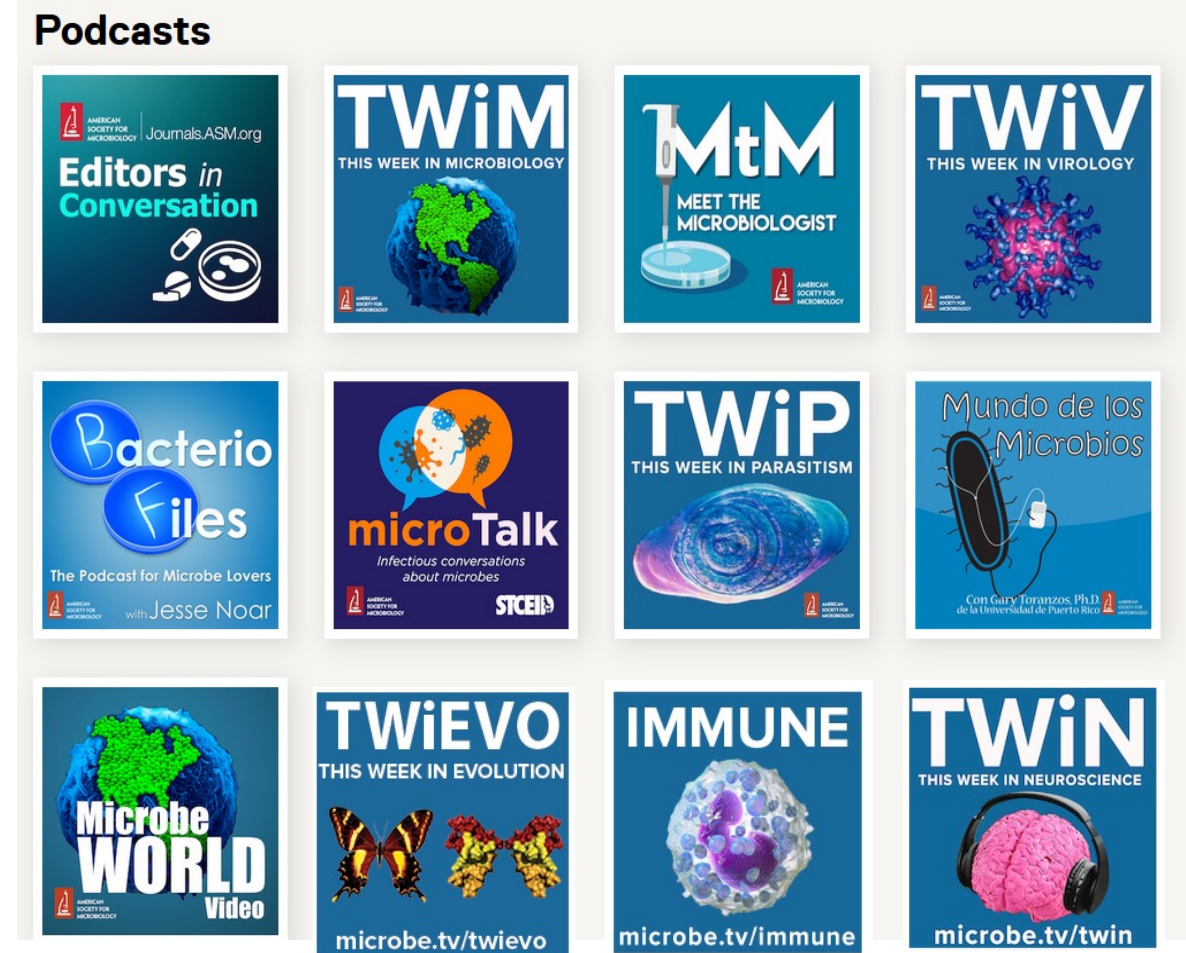 Podcasts
AMERICAN
SOCIETY FOR
MICROBIOLOGY
Journals.ASM.org
Editors in
Conversation
TWiM
THIS WEEK IN MICROBIOLOGY
AMERICAN
SOCIETY FOR
MICROBIOLOGY
MtM
MEET THE
MICROBIOLOGIST
AMERICAN
SOCIETY FOR
MICROBIOLOGY
TWiV
THIS WEEK IN VIROLOGY
AMERICAN
SOCIETY FOR
MICROBIOLOGY
Bacterio
Files
The Podcast for Microbe Lovers
AMERICAN
SOCIETY FOR
MICROBIOLOGY
with Jesse Noar
microTalk
Infectious conversations
about microbes
AMERICAN
SOCIETY FOR
MICROBIOLOGY
STCEID
TWiP
THIS WEEK IN PARASITISM
AMERICAN
SOCIETY FOR
MICROBIOLOGY
Mundo de los
Microbios
Con Gary Toranzos, Ph.D.
de la Universidad de Puerto Rico
AMERICAN
SOCIETY FOR
MICROBIOLOGY
Microbe
WORLD
Video
AMERICAN
SOCIETY FOR
MICROBIOLOGY
TWiEVO
THIS WEEK IN EVOLUTION
microbe.tv/twievo
IMMUNE
microbe.tv/immune
TWiN
THIS WEEK IN NEUROSCIENCE
microbe.tv/twin